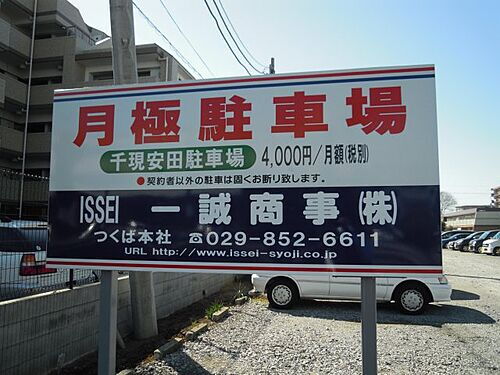 月極駐車場
千現安田駐車場 4,000円/月額(税別)
●契約者以外の駐車は固くお断り致します。
ISSEI 一誠商事(株)
つくば本社 ☎029-852-6611
URL http://www.issei-syoji.co.jp